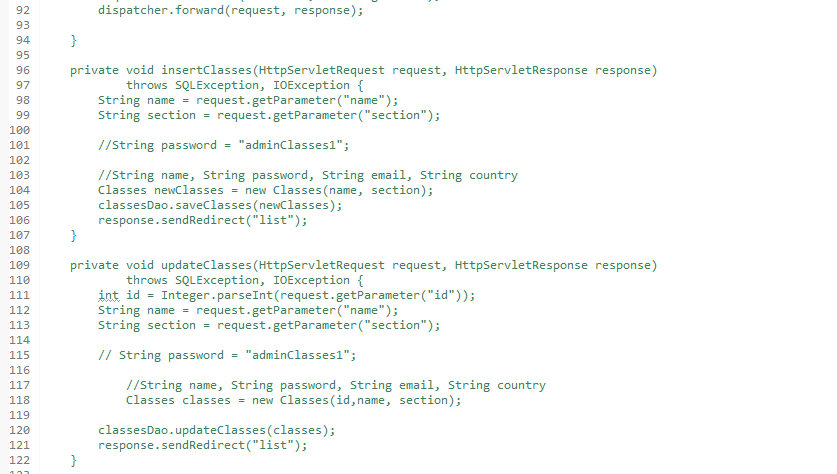 92 dispatcher.forward(request, response);
93
94 }
95
96 private void insertClasses(HttpServletRequest request, HttpServletResponse response)
97 throws SQLException, IOException {
98 String name = request.getParameter("name");
99 String section = request.getParameter("section");
100
101 //String password = "adminClasses1";
102
103 //String name, String password, String email, String country
104 Classes newClasses = new Classes(name, section);
105 classesDao.saveClasses(newClasses);
106 response.sendRedirect("list");
107 }
108
109 private void updateClasses(HttpServletRequest request, HttpServletResponse response)
110 throws SQLException, IOException {
111 int id = Integer.parseInt(request.getParameter("id"));
112 String name = request.getParameter("name");
113 String section = request.getParameter("section");
114
115 // String password = "adminClasses1";
116
117 //String name, String password, String email, String country
118 Classes classes = new Classes(id,name, section);
119
120 classesDao.updateClasses(classes);
121 response.sendRedirect("list");
122 }